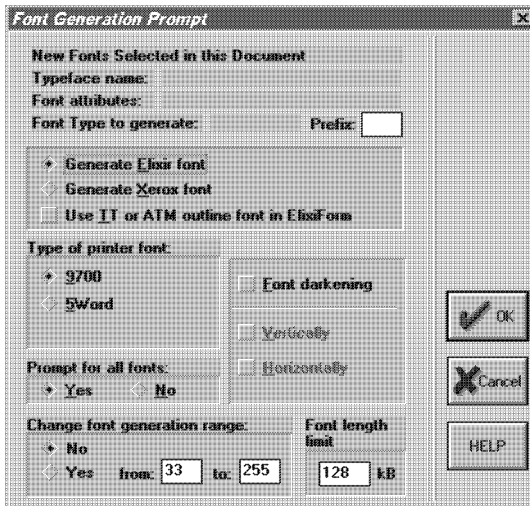 Font Generation Prompt
New Fonts Selected in this Document
Typeface name:
Font attributes:
Font Type to generate: Prefix:
Generate Elixir font
Generate Xerox font
Use TT or ATM outline font in ElixiForm
Type of printer font:
9700
5Word
Font darkening
Vertically
Horizontally
Prompt for all fonts:
Yes No
Change font generation range:
No
Yes from: 33 to: 255
Font length
limit
128 kB
OK
Cancel
HELP